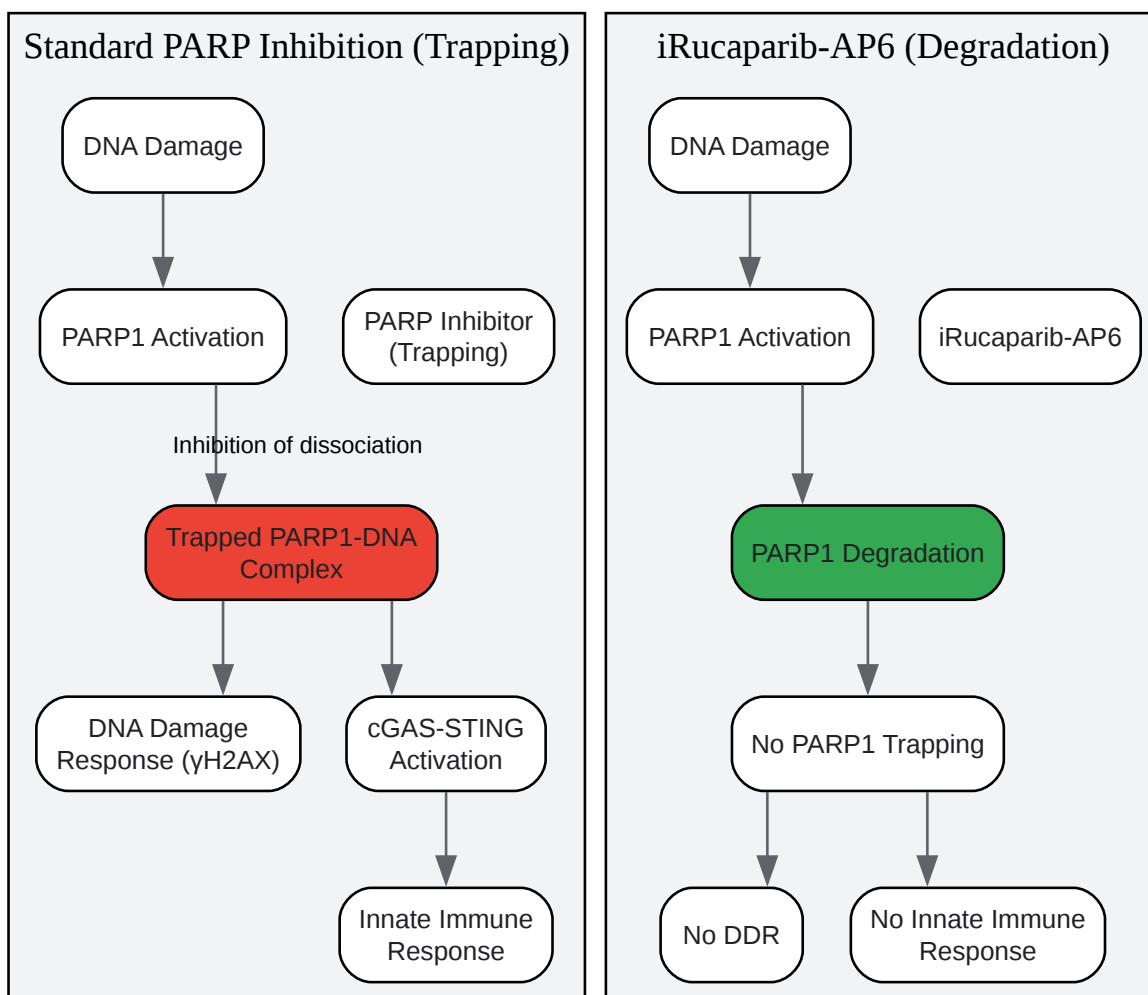 Standard PARP Inhibition (Trapping)
DNA Damage
PARP1 Activation
PARP Inhibitor
(Trapping)
Inhibition of dissociation
Trapped PARP1-DNA
Complex
DNA Damage
Response (γH2AX)
cGAS-STING
Activation
Innate Immune
Response
iRucaparib-AP6 (Degradation)
DNA Damage
PARP1 Activation
iRucaparib-AP6
PARP1 Degradation
No PARP1 Trapping
No DDR
No Innate Immune
Response